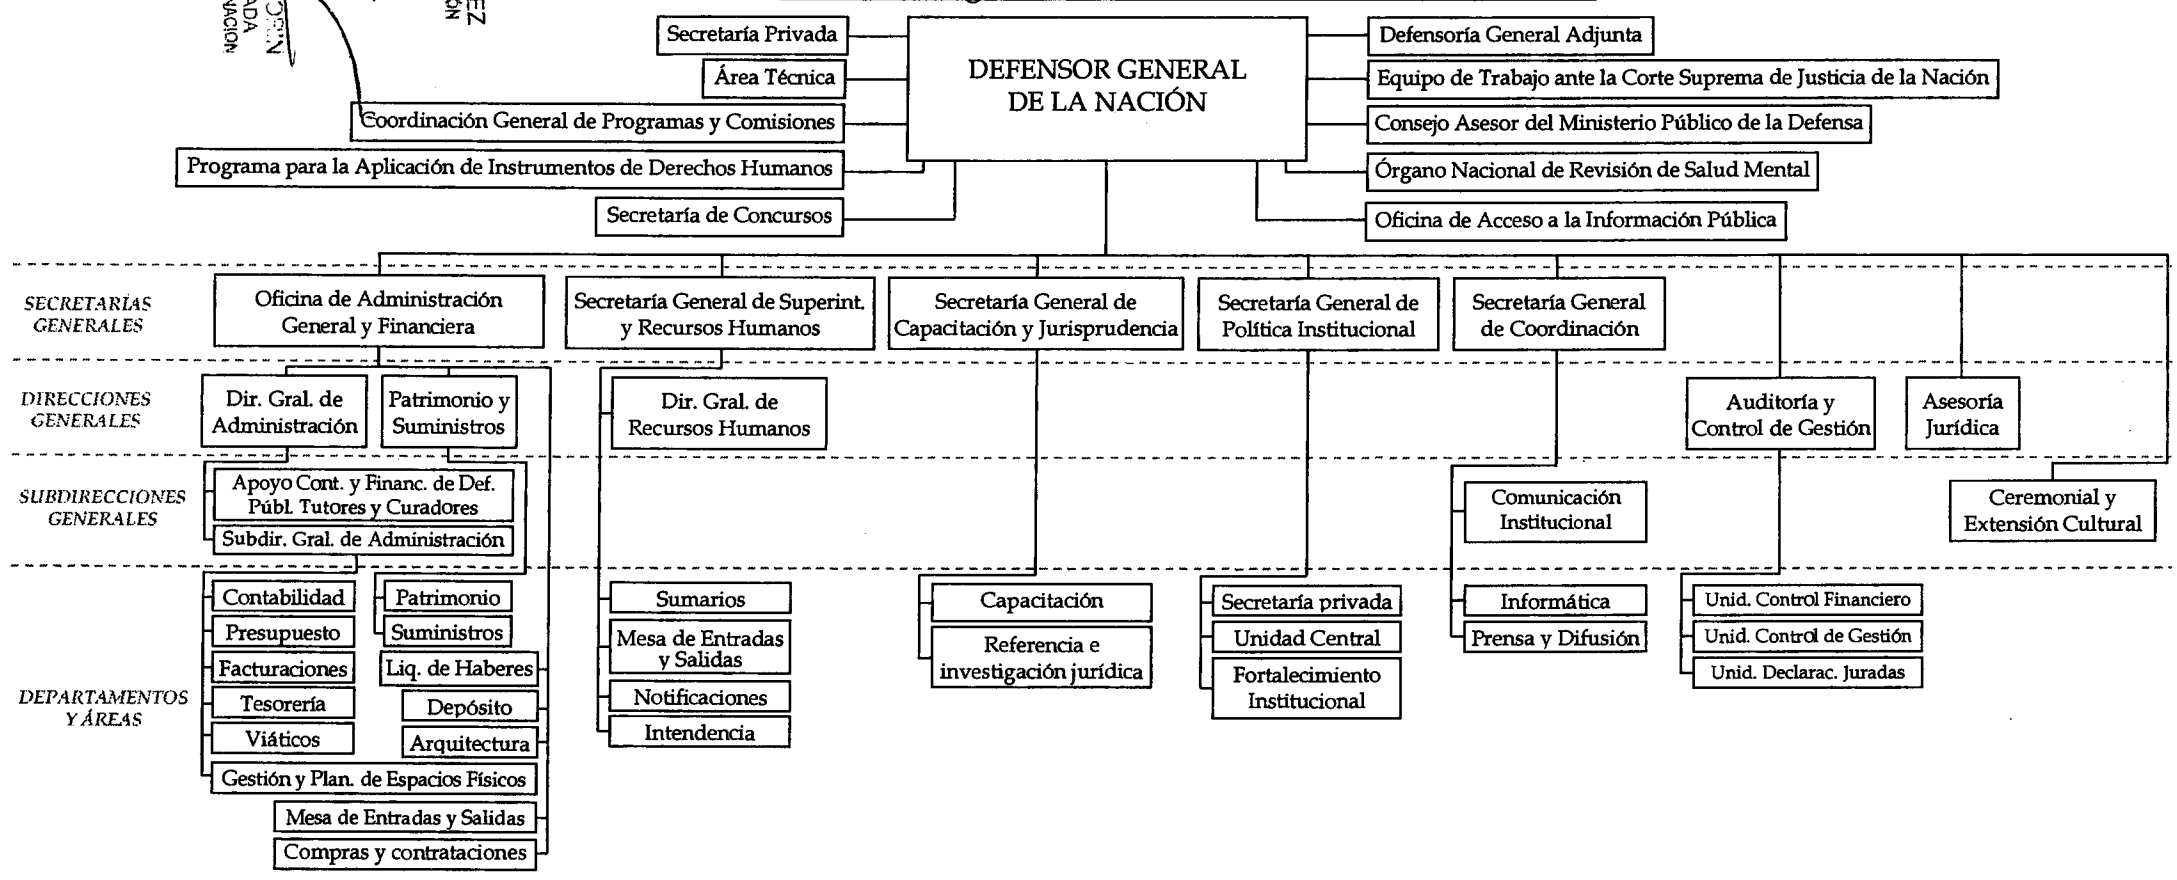 EZ
ÓN
ADA
NACION
Secretaría Privada
Área Técnica
Coordinación General de Programas y Comisiones
Programa para la Aplicación de Instrumentos de Derechos Humanos
Secretaría de Concursos
DEFENSOR GENERAL
DE LA NACIÓN
Defensoría General Adjunta
Equipo de Trabajo ante la Corte Suprema de Justicia de la Nación
Consejo Asesor del Ministerio Público de la Defensa
Órgano Nacional de Revisión de Salud Mental
Oficina de Acceso a la Información Pública
SECRETARÍAS
GENERALES
Oficina de Administración
General y Financiera
Secretaría General de Superint.
y Recursos Humanos
Secretaría General de
Capacitación y Jurisprudencia
Secretaría General de
Política Institucional
Secretaría General
de Coordinación
DIRECCIONES
GENERALES
Dir. Gral. de
Administración
Patrimonio y
Suministros
Dir. Gral. de
Recursos Humanos
Auditoría y
Control de Gestión
Asesoría
Jurídica
SUBDIRECCIONES
GENERALES
Apoyo Cont. y Financ. de Def.
Públ. Tutores y Curadores
Subdir. Gral. de Administración
Comunicación
Institucional
Ceremonial y
Extensión Cultural
DEPARTAMENTOS
Y ÁREAS
Contabilidad
Presupuesto
Facturaciones
Tesorería
Viáticos
Gestión y Plan. de Espacios Físicos
Patrimonio
Suministros
Liq. de Haberes
Depósito
Arquitectura
Mesa de Entradas y Salidas
Compras y contrataciones
Sumarios
Mesa de Entradas
y Salidas
Notificaciones
Intendencia
Capacitación
Referencia e
investigación jurídica
Secretaría privada
Unidad Central
Fortalecimiento
Institucional
Informática
Prensa y Difusión
Unid. Control Financiero
Unid. Control de Gestión
Unid. Declarac. Juradas